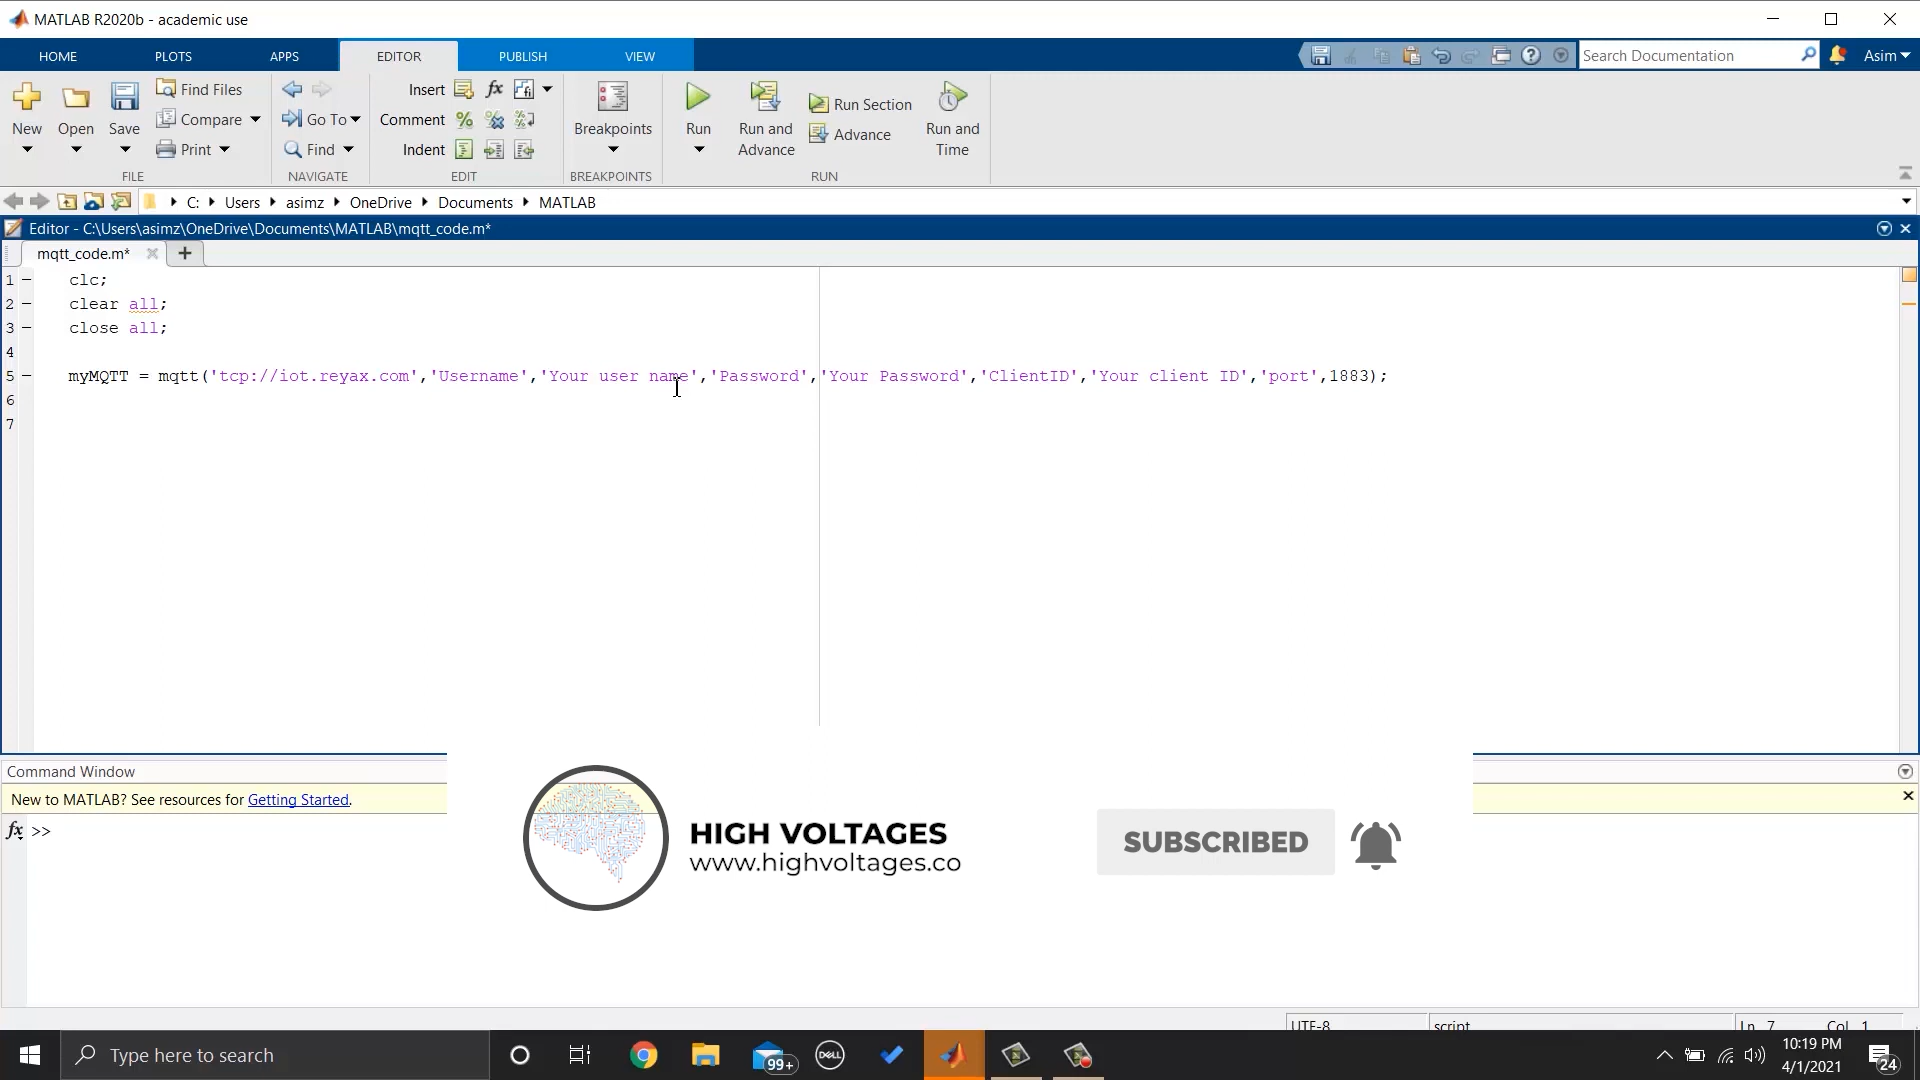 MATLAB R2020b - academic use
HOME PLOTS APPS EDITOR PUBLISH VIEW
Search Documentation
Asim
New Open Save
Find Files
Compare
Print
FILE
Go To
Find
NAVIGATE
Insert fx
Comment
Indent
EDIT
Breakpoints
BREAKPOINTS
Run
Run and Advance
Run Section
Advance
Run and Time
RUN
C: Users asimz OneDrive Documents MATLAB
Editor - C:\Users\asimz\OneDrive\Documents\MATLAB\mqtt_code.m*
mqtt_code.m*
1 clc;
2 clear all;
3 close all;
4
5 myMQTT = mqtt('tcp://iot.reyax.com','Username','Your user name','Password','Your Password','ClientID','Your client ID','port',1883);
6
7
Command Window
New to MATLAB? See resources for Getting Started.
fx >>
HIGH VOLTAGES
www.highvoltages.co
SUBSCRIBED
UTF-8 script Ln 7 Col 1
Type here to search
99+
DELL
10:19 PM
4/1/2021
24